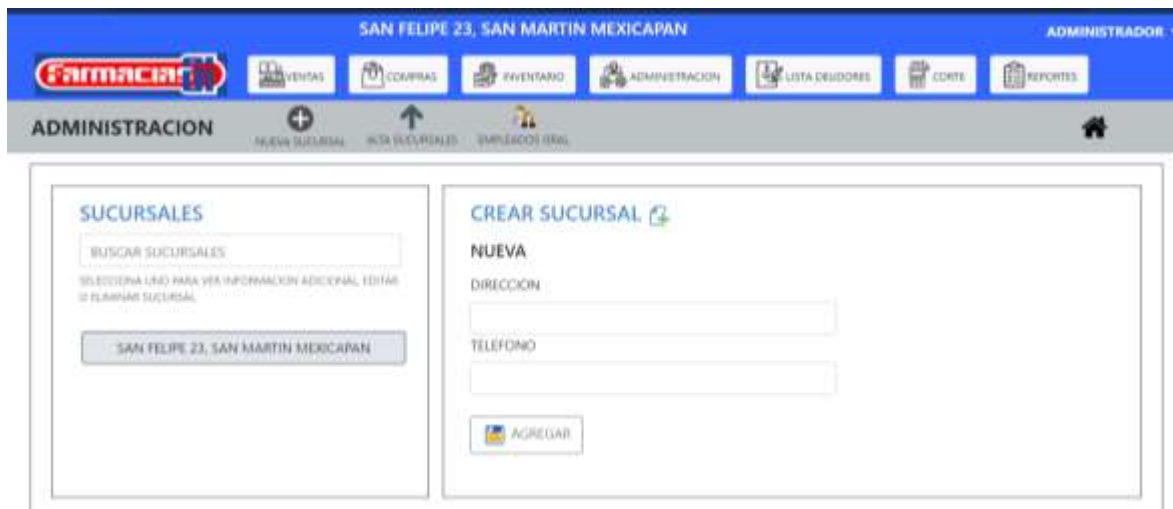 SAN FELIPE 23, SAN MARTIN MEXICAPAN
ADMINISTRADOR
Farmacias
VENTAS
COMPRAS
INVENTARIO
ADMINISTRACION
LISTA DEUDORES
CORTE
REPORTES
ADMINISTRACION
NUEVA SUCURSAL
ALTA SUCURSALES
EMPLEADOS GRAL
SUCURSALES
BUSCAR SUCURSALES
SELECCIONA UNO PARA VER INFORMACION ADICIONAL, EDITAR
O ELIMINAR SUCURSAL
SAN FELIPE 23, SAN MARTIN MEXICAPAN
CREAR SUCURSAL
NUEVA
DIRECCION
TELEFONO
AGREGAR